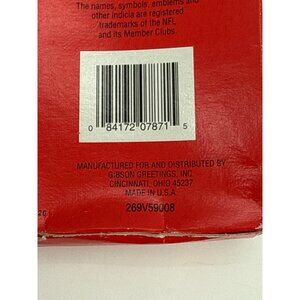 The names, symbols, emblems and
other indicia are registered
trademarks of the NFL
and its Member Clubs.
0 84172 07871 5
MANUFACTURED FOR AND DISTRIBUTED BY
GIBSON GREETINGS, INC.
CINCINNATI, OHIO 45237
MADE IN U.S.A.
269V59008
20